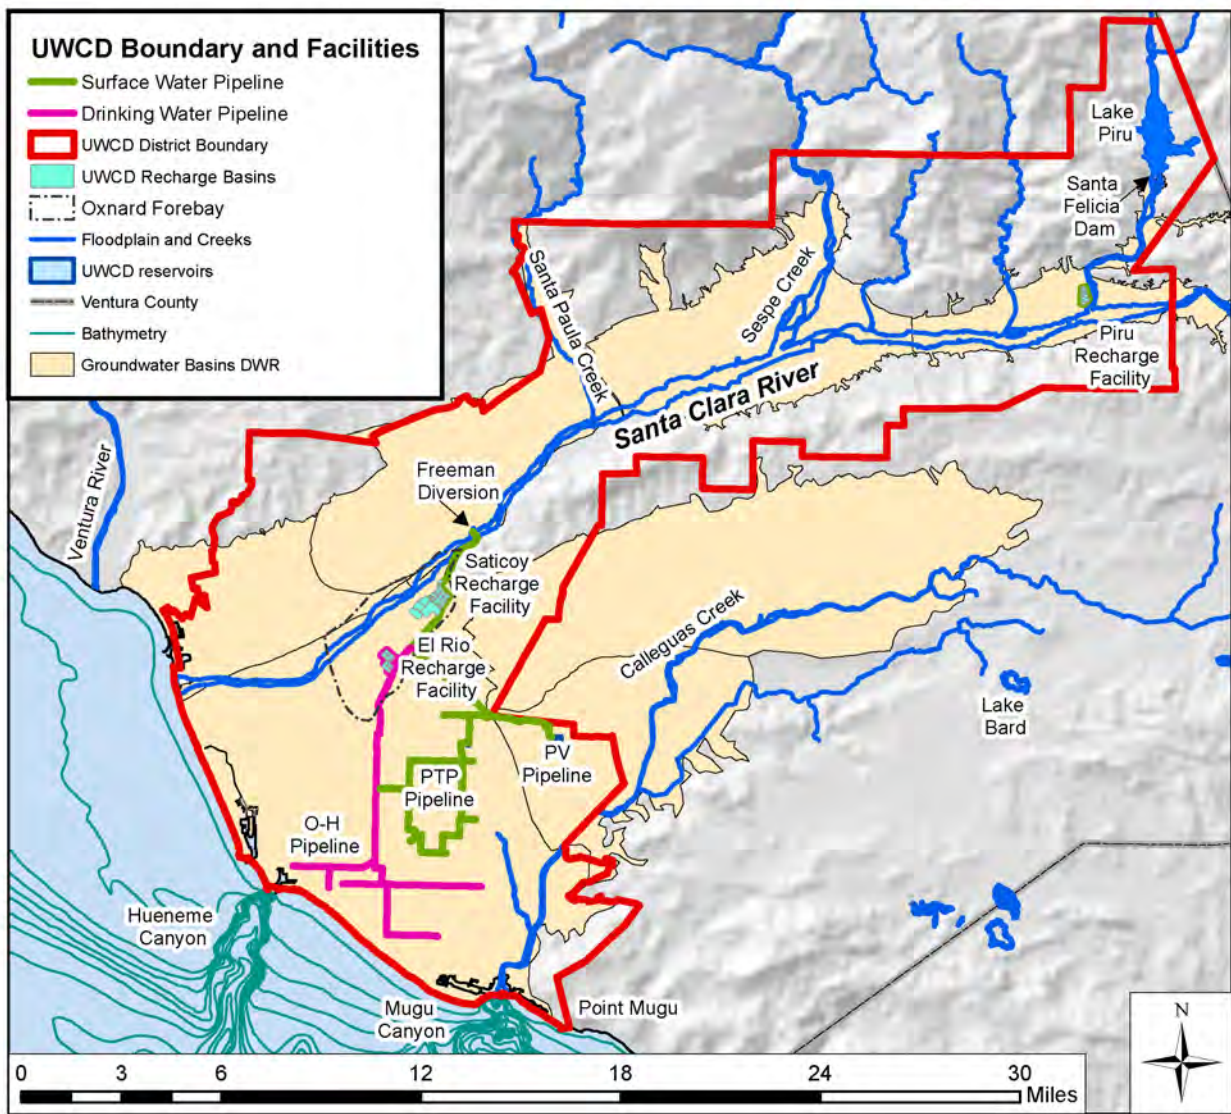 UWCD Boundary and Facilities
Surface Water Pipeline
Drinking Water Pipeline
UWCD District Boundary
UWCD Recharge Basins
Oxnard Forebay
Floodplain and Creeks
UWCD reservoirs
Ventura County
Bathymetry
Groundwater Basins DWR
Lake
Piru
Santa
Felicia
Dam
Santa Paula Creek
Sespe Creek
Piru
Recharge
Facility
Santa Clara River
Ventura River
Freeman
Diversion
Saticoy
Recharge
Facility
El Rio
Recharge
Facility
Calleguas Creek
Lake
Bard
PV
Pipeline
PTP
Pipeline
O-H
Pipeline
Hueneme
Canyon
Mugu
Canyon
Point Mugu
N
0 3 6 12 18 24 30
Miles